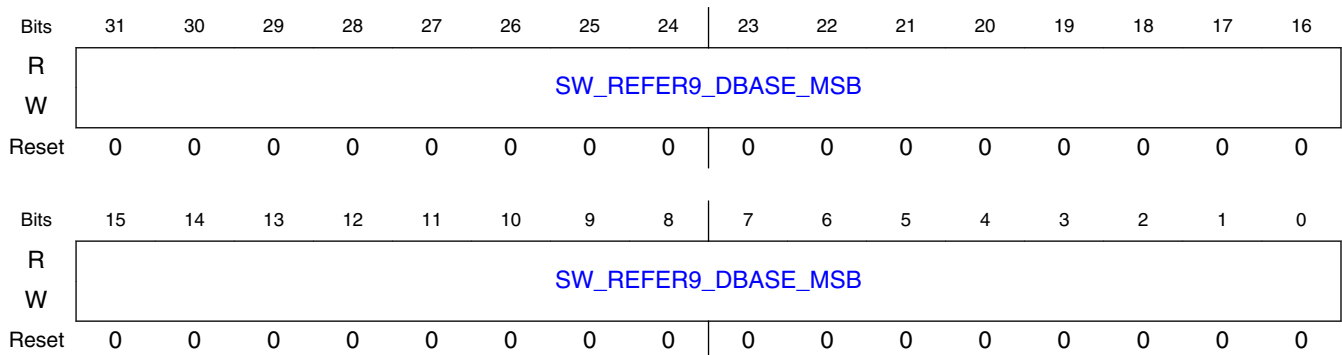 Bits 31 30 29 28 27 26 25 24 23 22 21 20 19 18 17 16
R
SW_REFER9_DBASE_MSB
W
Reset 0 0 0 0 0 0 0 0 0 0 0 0 0 0 0 0
Bits 15 14 13 12 11 10 9 8 7 6 5 4 3 2 1 0
R
SW_REFER9_DBASE_MSB
W
Reset 0 0 0 0 0 0 0 0 0 0 0 0 0 0 0 0